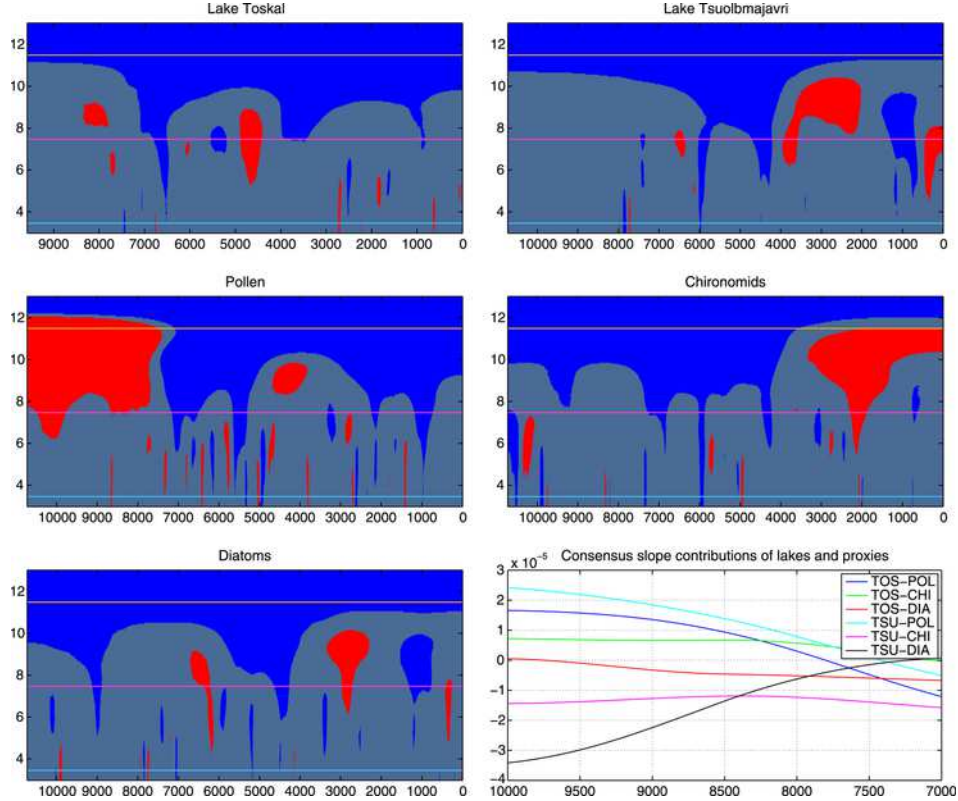 Lake Toskal
Lake Tsuolbmajavri
12
10
8
6
4
9000 8000 7000 6000 5000 4000 3000 2000 1000 0
12
10
8
6
4
10000 9000 8000 7000 6000 5000 4000 3000 2000 1000 0
Pollen
Chironomids
12
10
8
6
4
10000 9000 8000 7000 6000 5000 4000 3000 2000 1000 0
12
10
8
6
4
10000 9000 8000 7000 6000 5000 4000 3000 2000 1000 0
Diatoms
Consensus slope contributions of lakes and proxies
12
10
8
6
4
10000 9000 8000 7000 6000 5000 4000 3000 2000 1000 0
x 10⁻⁵
3
2
1
0
−1
−2
−3
−4
10000 9500 9000 8500 8000 7500 7000
TOS−POL
TOS−CHI
TOS−DIA
TSU−POL
TSU−CHI
TSU−DIA